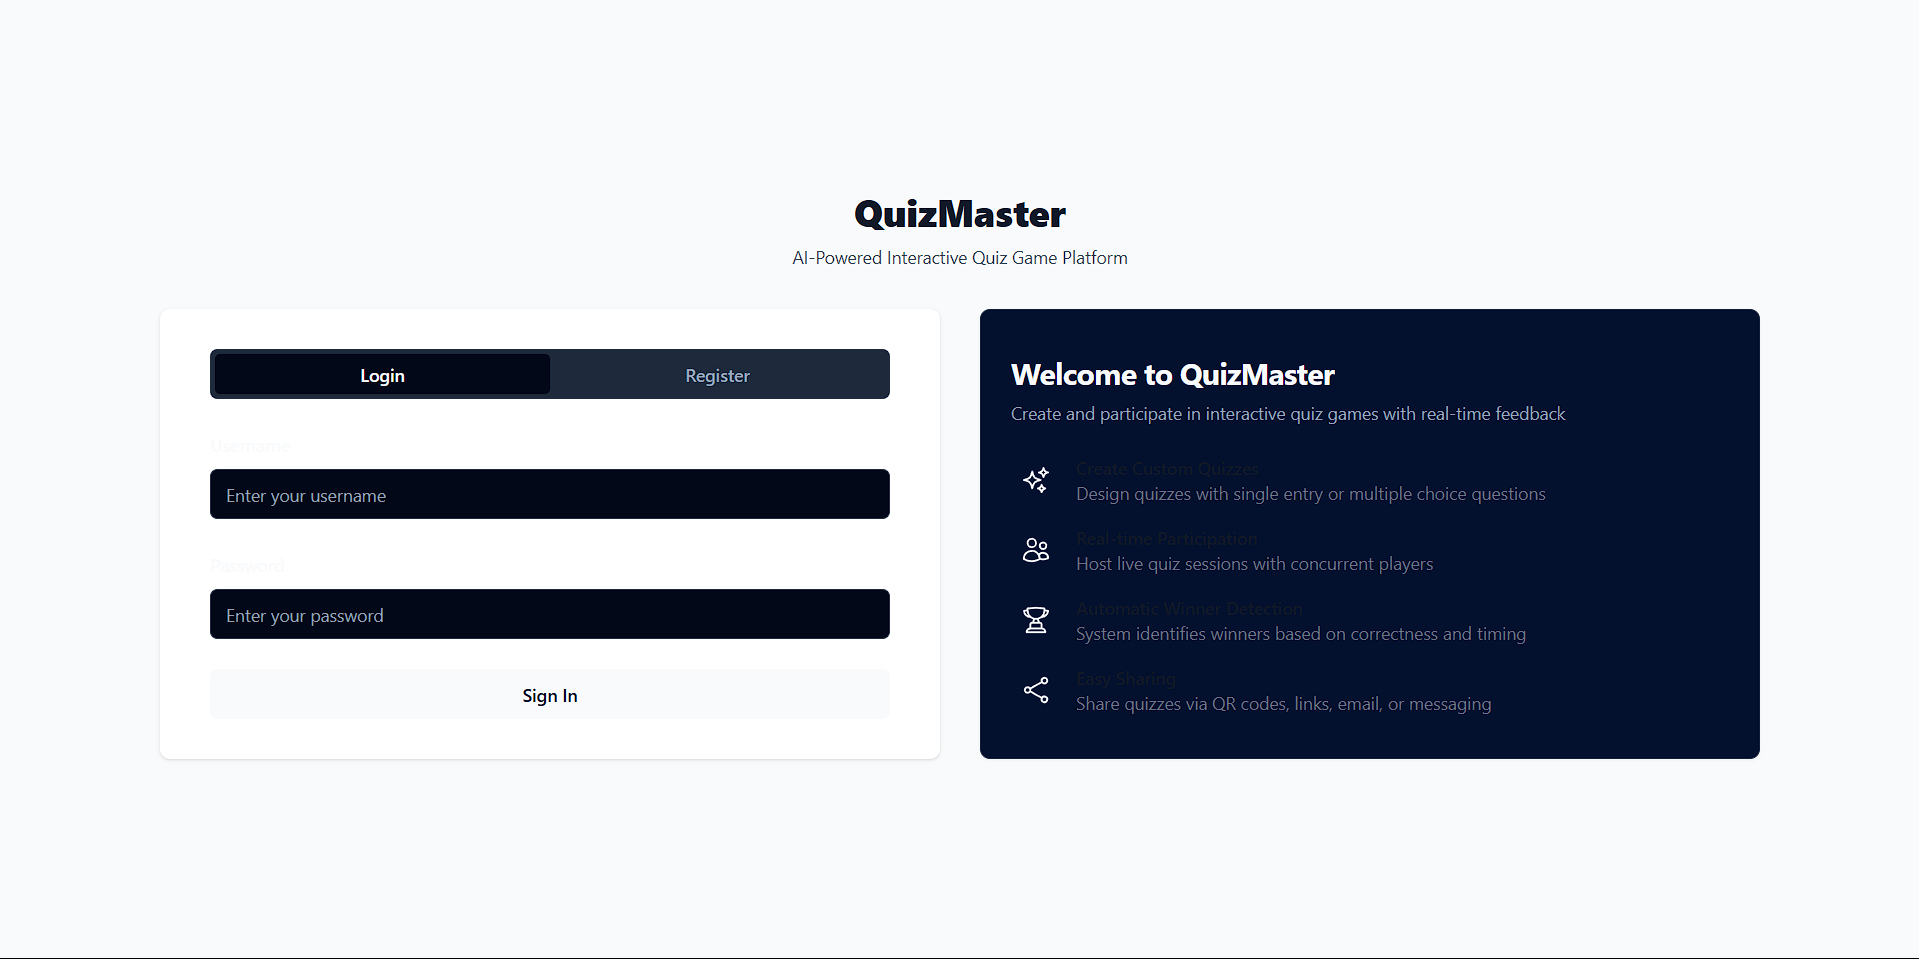 QuizMaster
AI-Powered Interactive Quiz Game Platform
Login
Register
Username
Enter your username
Password
Enter your password
Sign In
Welcome to QuizMaster
Create and participate in interactive quiz games with real-time feedback
Create Custom Quizzes
Design quizzes with single entry or multiple choice questions
Real-time Participation
Host live quiz sessions with concurrent players
Automatic Winner Detection
System identifies winners based on correctness and timing
Easy Sharing
Share quizzes via QR codes, links, email, or messaging